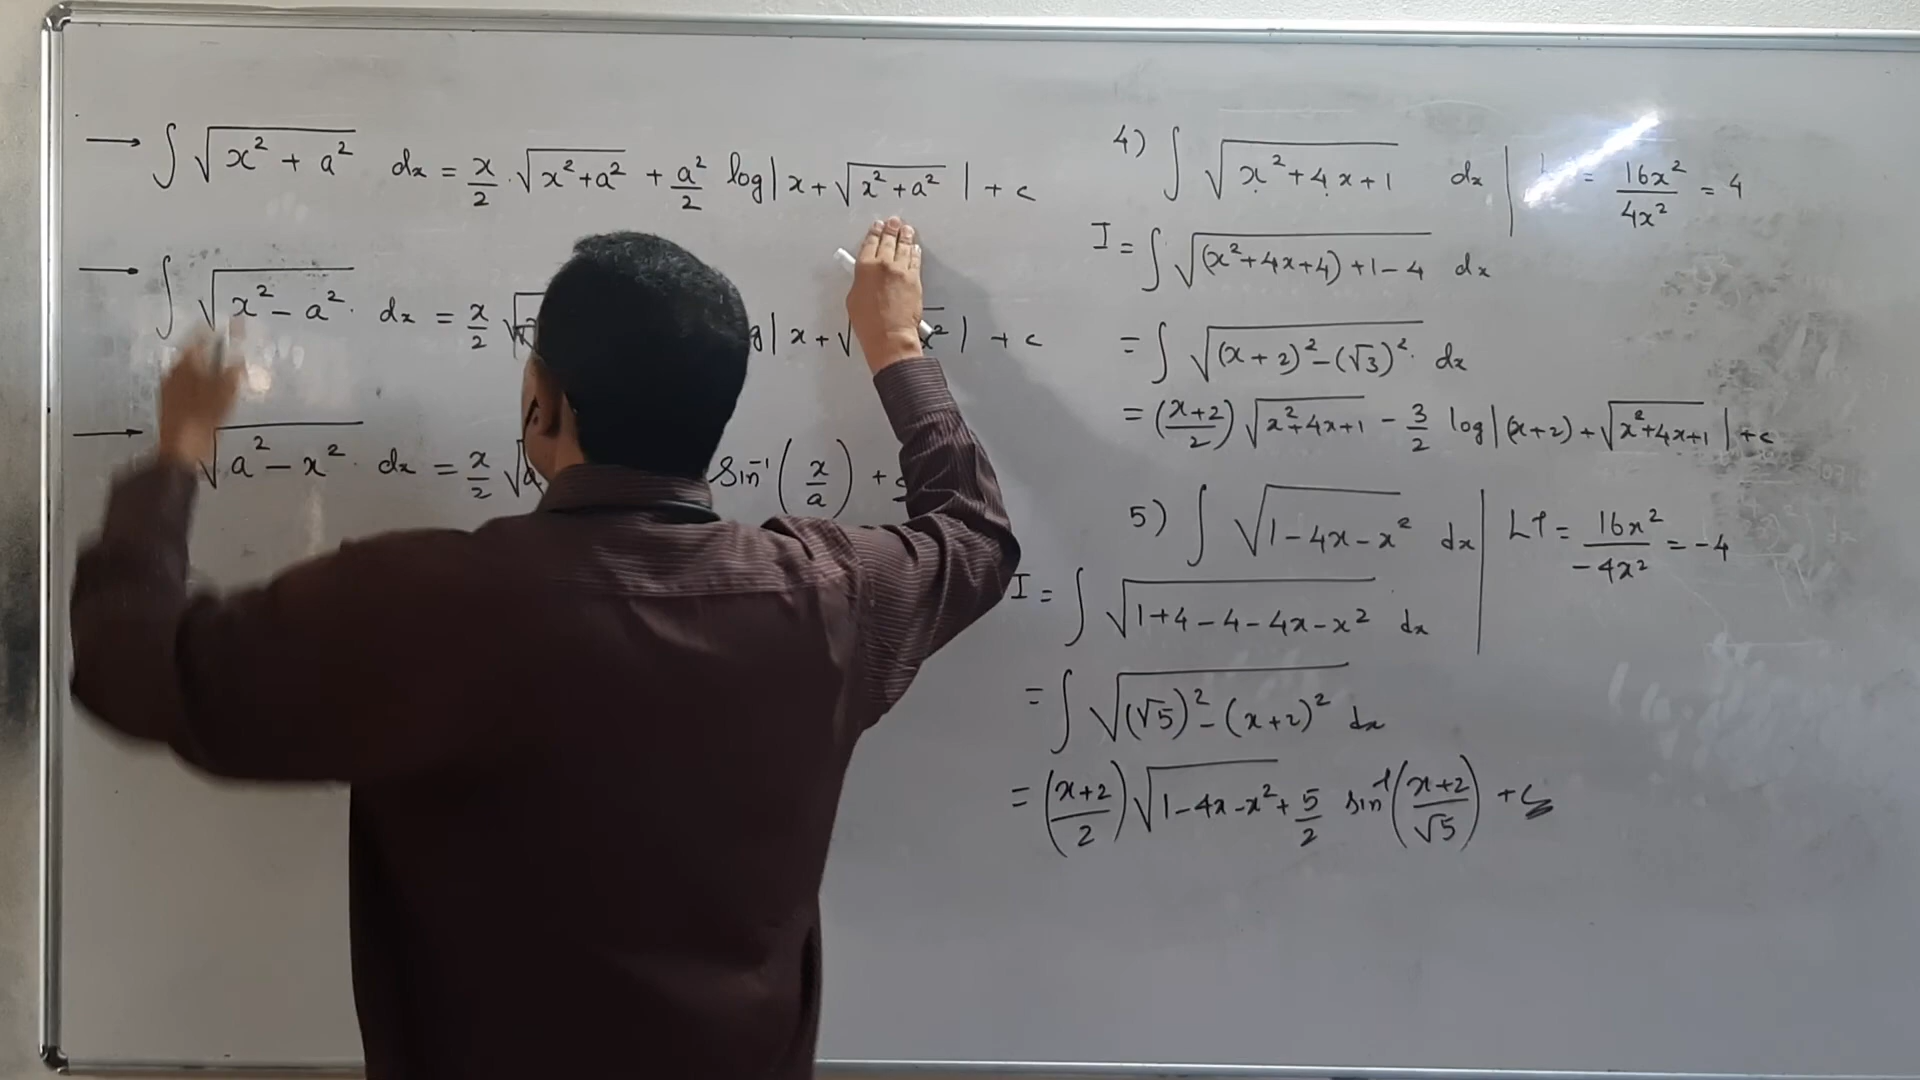 → ∫ √(x² + a²) dx = x/2 · √(x²+a²) + a²/2 log| x + √(x²+a²) | + c
→ ∫ √(x² − a²) dx = x/2 √ g| x + √ | + c
→ √(a² − x²) dx = x/2 √ Sin⁻¹(x/a) +
4) ∫ √(x²+4x+1) dx | = 16x²/4x² = 4
I = ∫ √((x²+4x+4)+1−4) dx
= ∫ √((x+2)²−(√3)²) dx
= (x+2/2) √(x²+4x+1) − 3/2 log|(x+2)+√(x²+4x+1)| +c
5) ∫ √(1−4x−x²) dx | LT = 16x²/−4x² = −4
I = ∫ √(1+4−4−4x−x²) dx
= ∫ √((√5)²−(x+2)²) dx
= (x+2/2) √(1−4x−x²) + 5/2 sin⁻¹(x+2/√5) + c